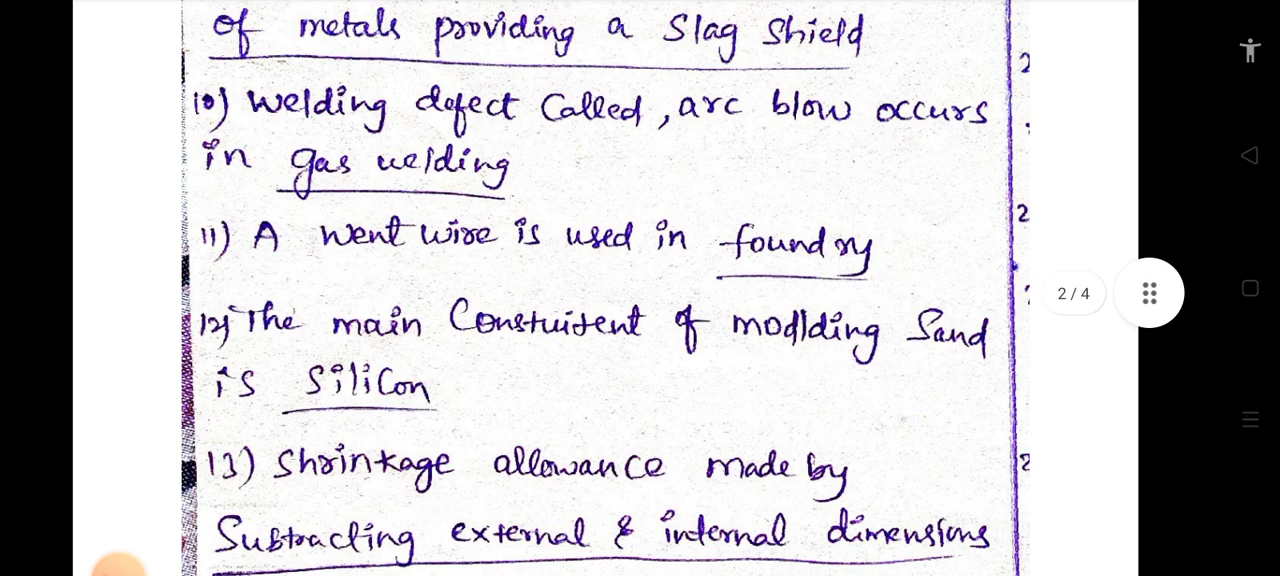 of metals providing a Slag Shield
10) Welding defect Called, arc blow occurs
in gas welding
11) A Went wire is used in foundry
12) The main Constuitent of modlding Sand
is Silicon
13) Shrinkage allowance made by
Subtracting external & internal dimensions
2
2
2
2/4